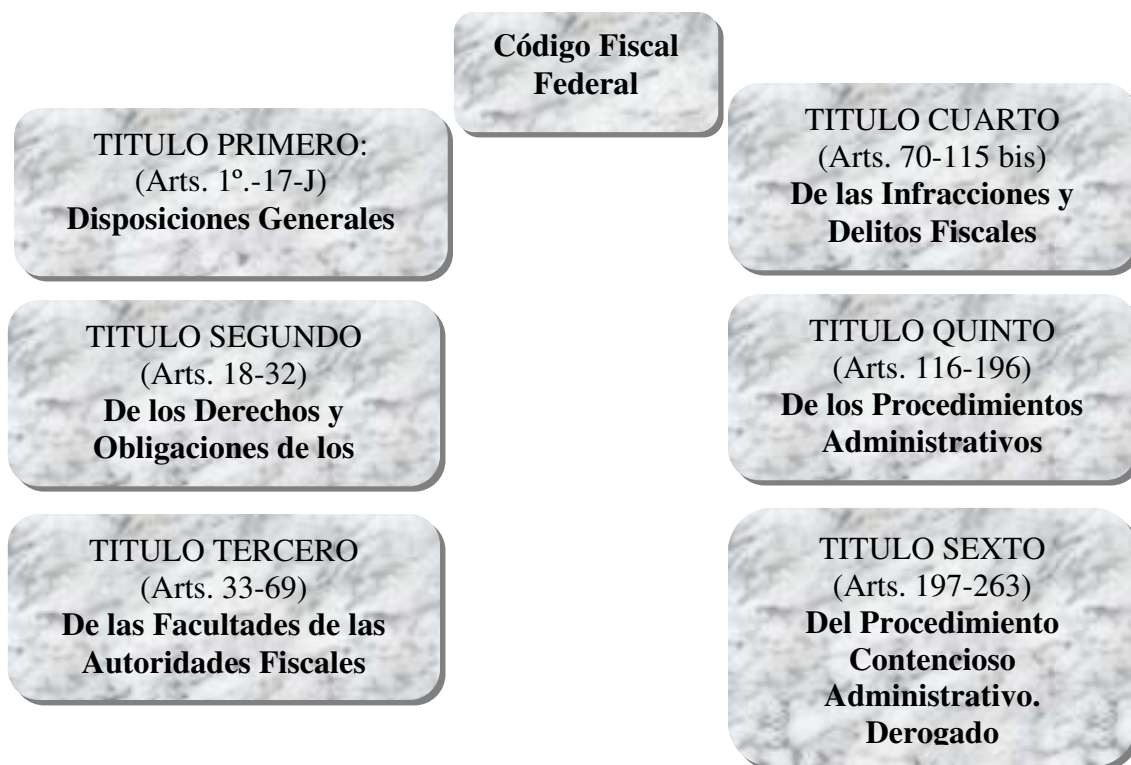 Código Fiscal
Federal
TITULO PRIMERO:
(Arts. 1º.-17-J)
Disposiciones Generales
TITULO SEGUNDO
(Arts. 18-32)
De los Derechos y
Obligaciones de los
TITULO TERCERO
(Arts. 33-69)
De las Facultades de las
Autoridades Fiscales
TITULO CUARTO
(Arts. 70-115 bis)
De las Infracciones y
Delitos Fiscales
TITULO QUINTO
(Arts. 116-196)
De los Procedimientos
Administrativos
TITULO SEXTO
(Arts. 197-263)
Del Procedimiento
Contencioso
Administrativo.
Derogado